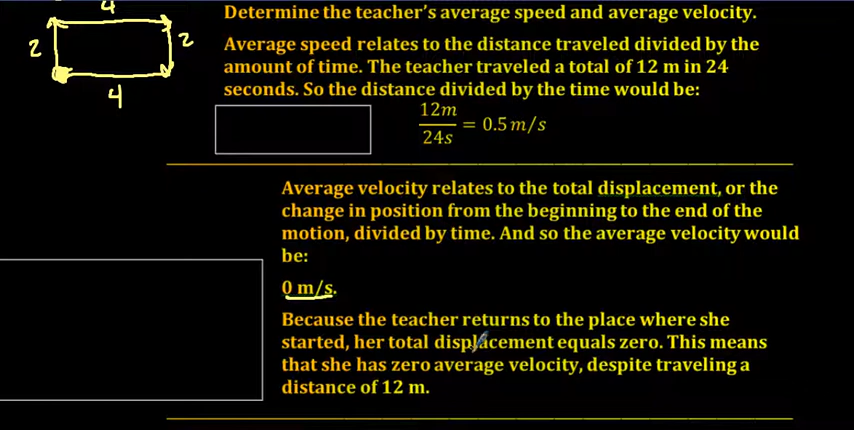 4
Determine the teacher's average speed and average velocity.
2
2
Average speed relates to the distance traveled divided by the
amount of time. The teacher traveled a total of 12 m in 24
seconds. So the distance divided by the time would be:
4
12m
24s
= 0.5 m/s
Average velocity relates to the total displacement, or the
change in position from the beginning to the end of the
motion, divided by time. And so the average velocity would
be:
0 m/s.
Because the teacher returns to the place where she
started, her total displacement equals zero. This means
that she has zero average velocity, despite traveling a
distance of 12 m.